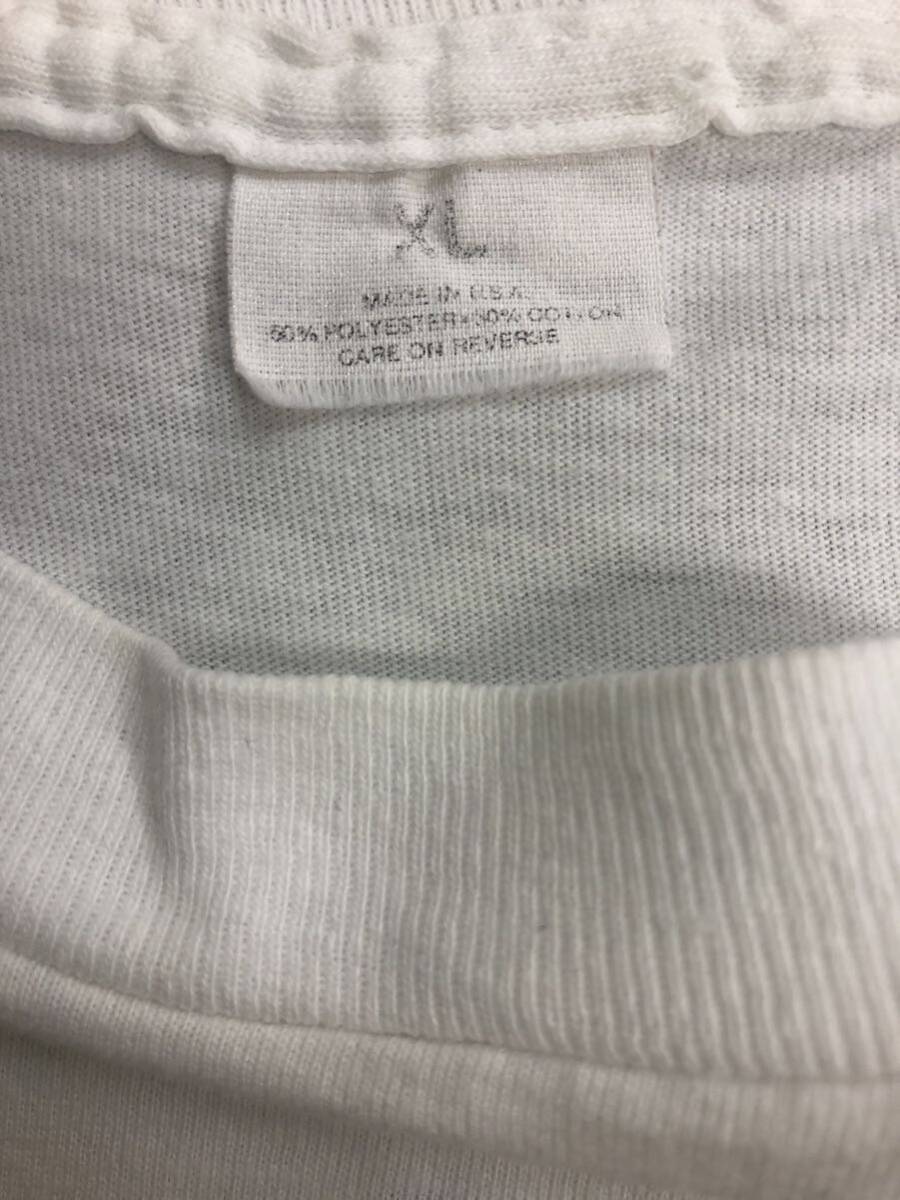 XL
MADE IN U.S.A.
50% POLYESTER•50% COTTON
CARE ON REVERSE